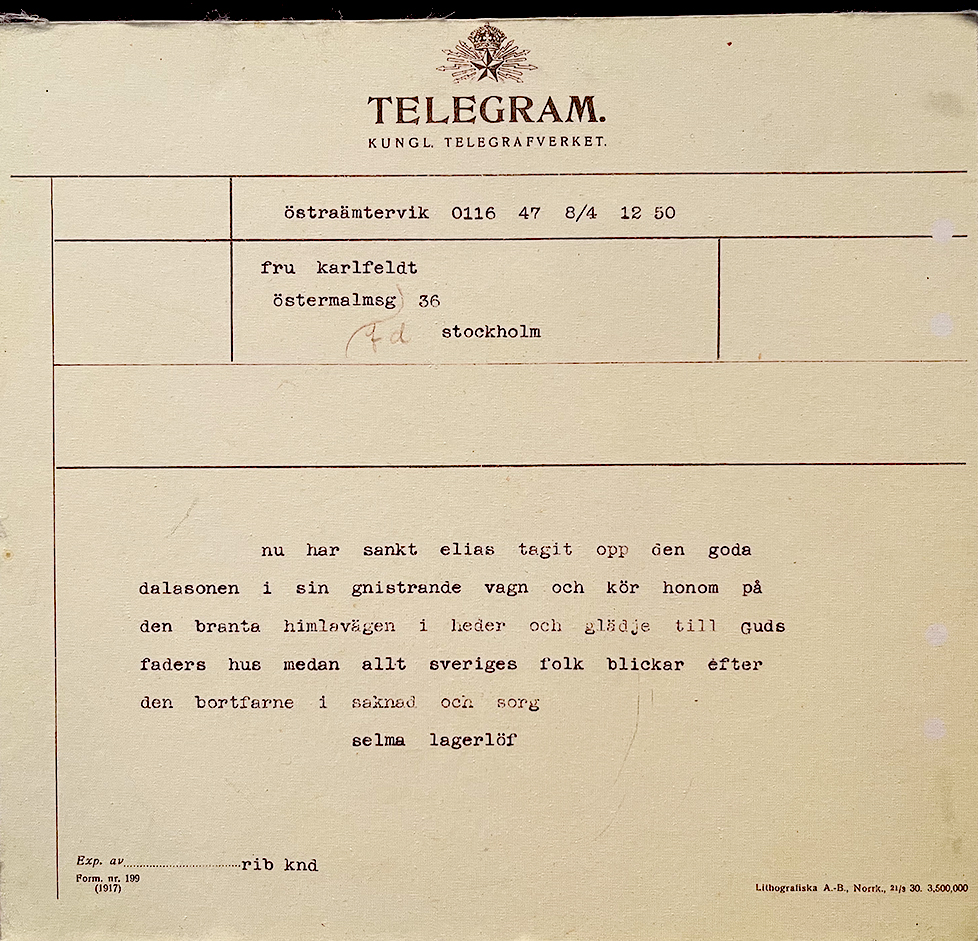 TELEGRAM.
KUNGL. TELEGRAFVERKET.
östraämtervik 0116 47 8/4 12 50
fru karlfeldt
östermalmsg) 36
stockholm
nu har sankt elias tagit opp den goda
dalasonen i sin gnistrande vagn och kör honom på
den branta himlavägen i heder och glädje till Guds
faders hus medan allt sveriges folk blickar efter
den bortfarne i saknad och sorg
selma lagerlöf
Exp. av..............................rib knd
Form. nr. 199
(1917)
Lithografiska A.-B., Norrk., 21/3 30. 3,500,000